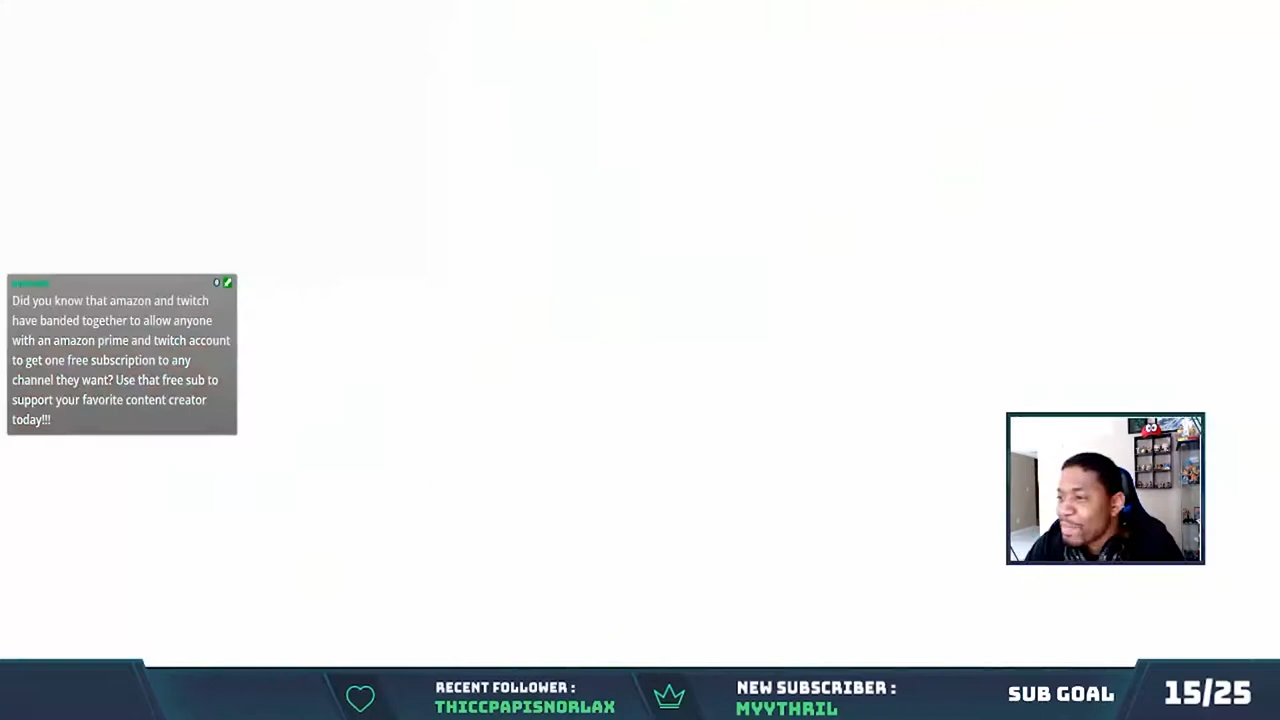 Did you know that amazon and twitch
have banded together to allow anyone
with an amazon prime and twitch account
to get one free subscription to any
channel they want? Use that free sub to
support your favorite content creator
today!!!
RECENT FOLLOWER :
THICCPAPISNORLAX
NEW SUBSCRIBER :
MYYTHRIL
SUB GOAL
15/25